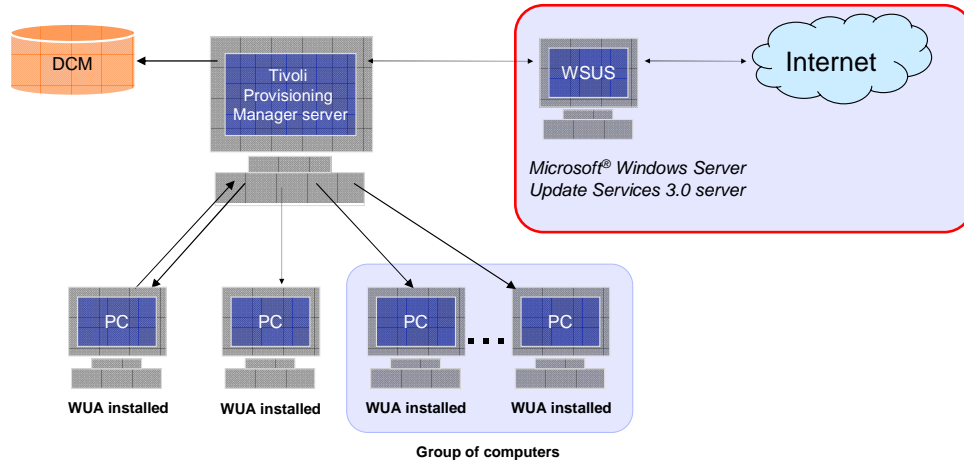 DCM
Tivoli
Provisioning
Manager server
WSUS
Internet
Microsoft® Windows Server
Update Services 3.0 server
PC
PC
PC
PC
WUA installed
WUA installed
WUA installed
WUA installed
Group of computers